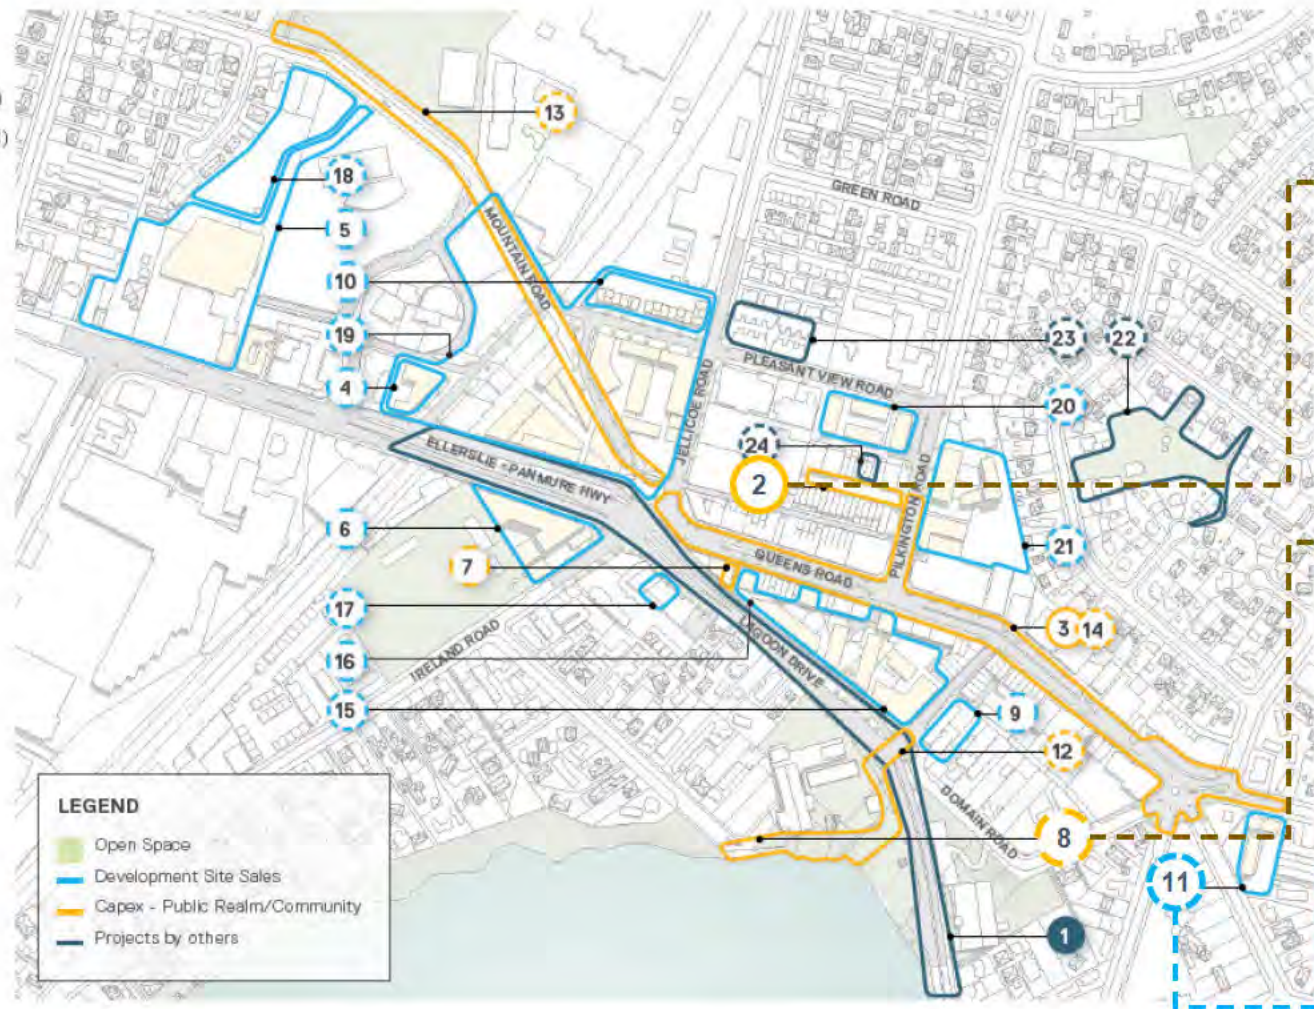 )
)
13
18
GREEN ROAD
5
MOUNTAIN ROAD
10
19
23
22
JELLICOE ROAD
PLEASANT VIEW ROAD
4
20
24
ELLERSLIE - PANMURE HWY
2
PILKINGTON ROAD
6
21
QUEENS ROAD
7
17
3
14
LAGOON DRIVE
IRELAND ROAD
16
15
9
12
LEGEND
Open Space
Development Site Sales
Capex - Public Realm/Community
Projects by others
DOMAIN ROAD
8
11
1